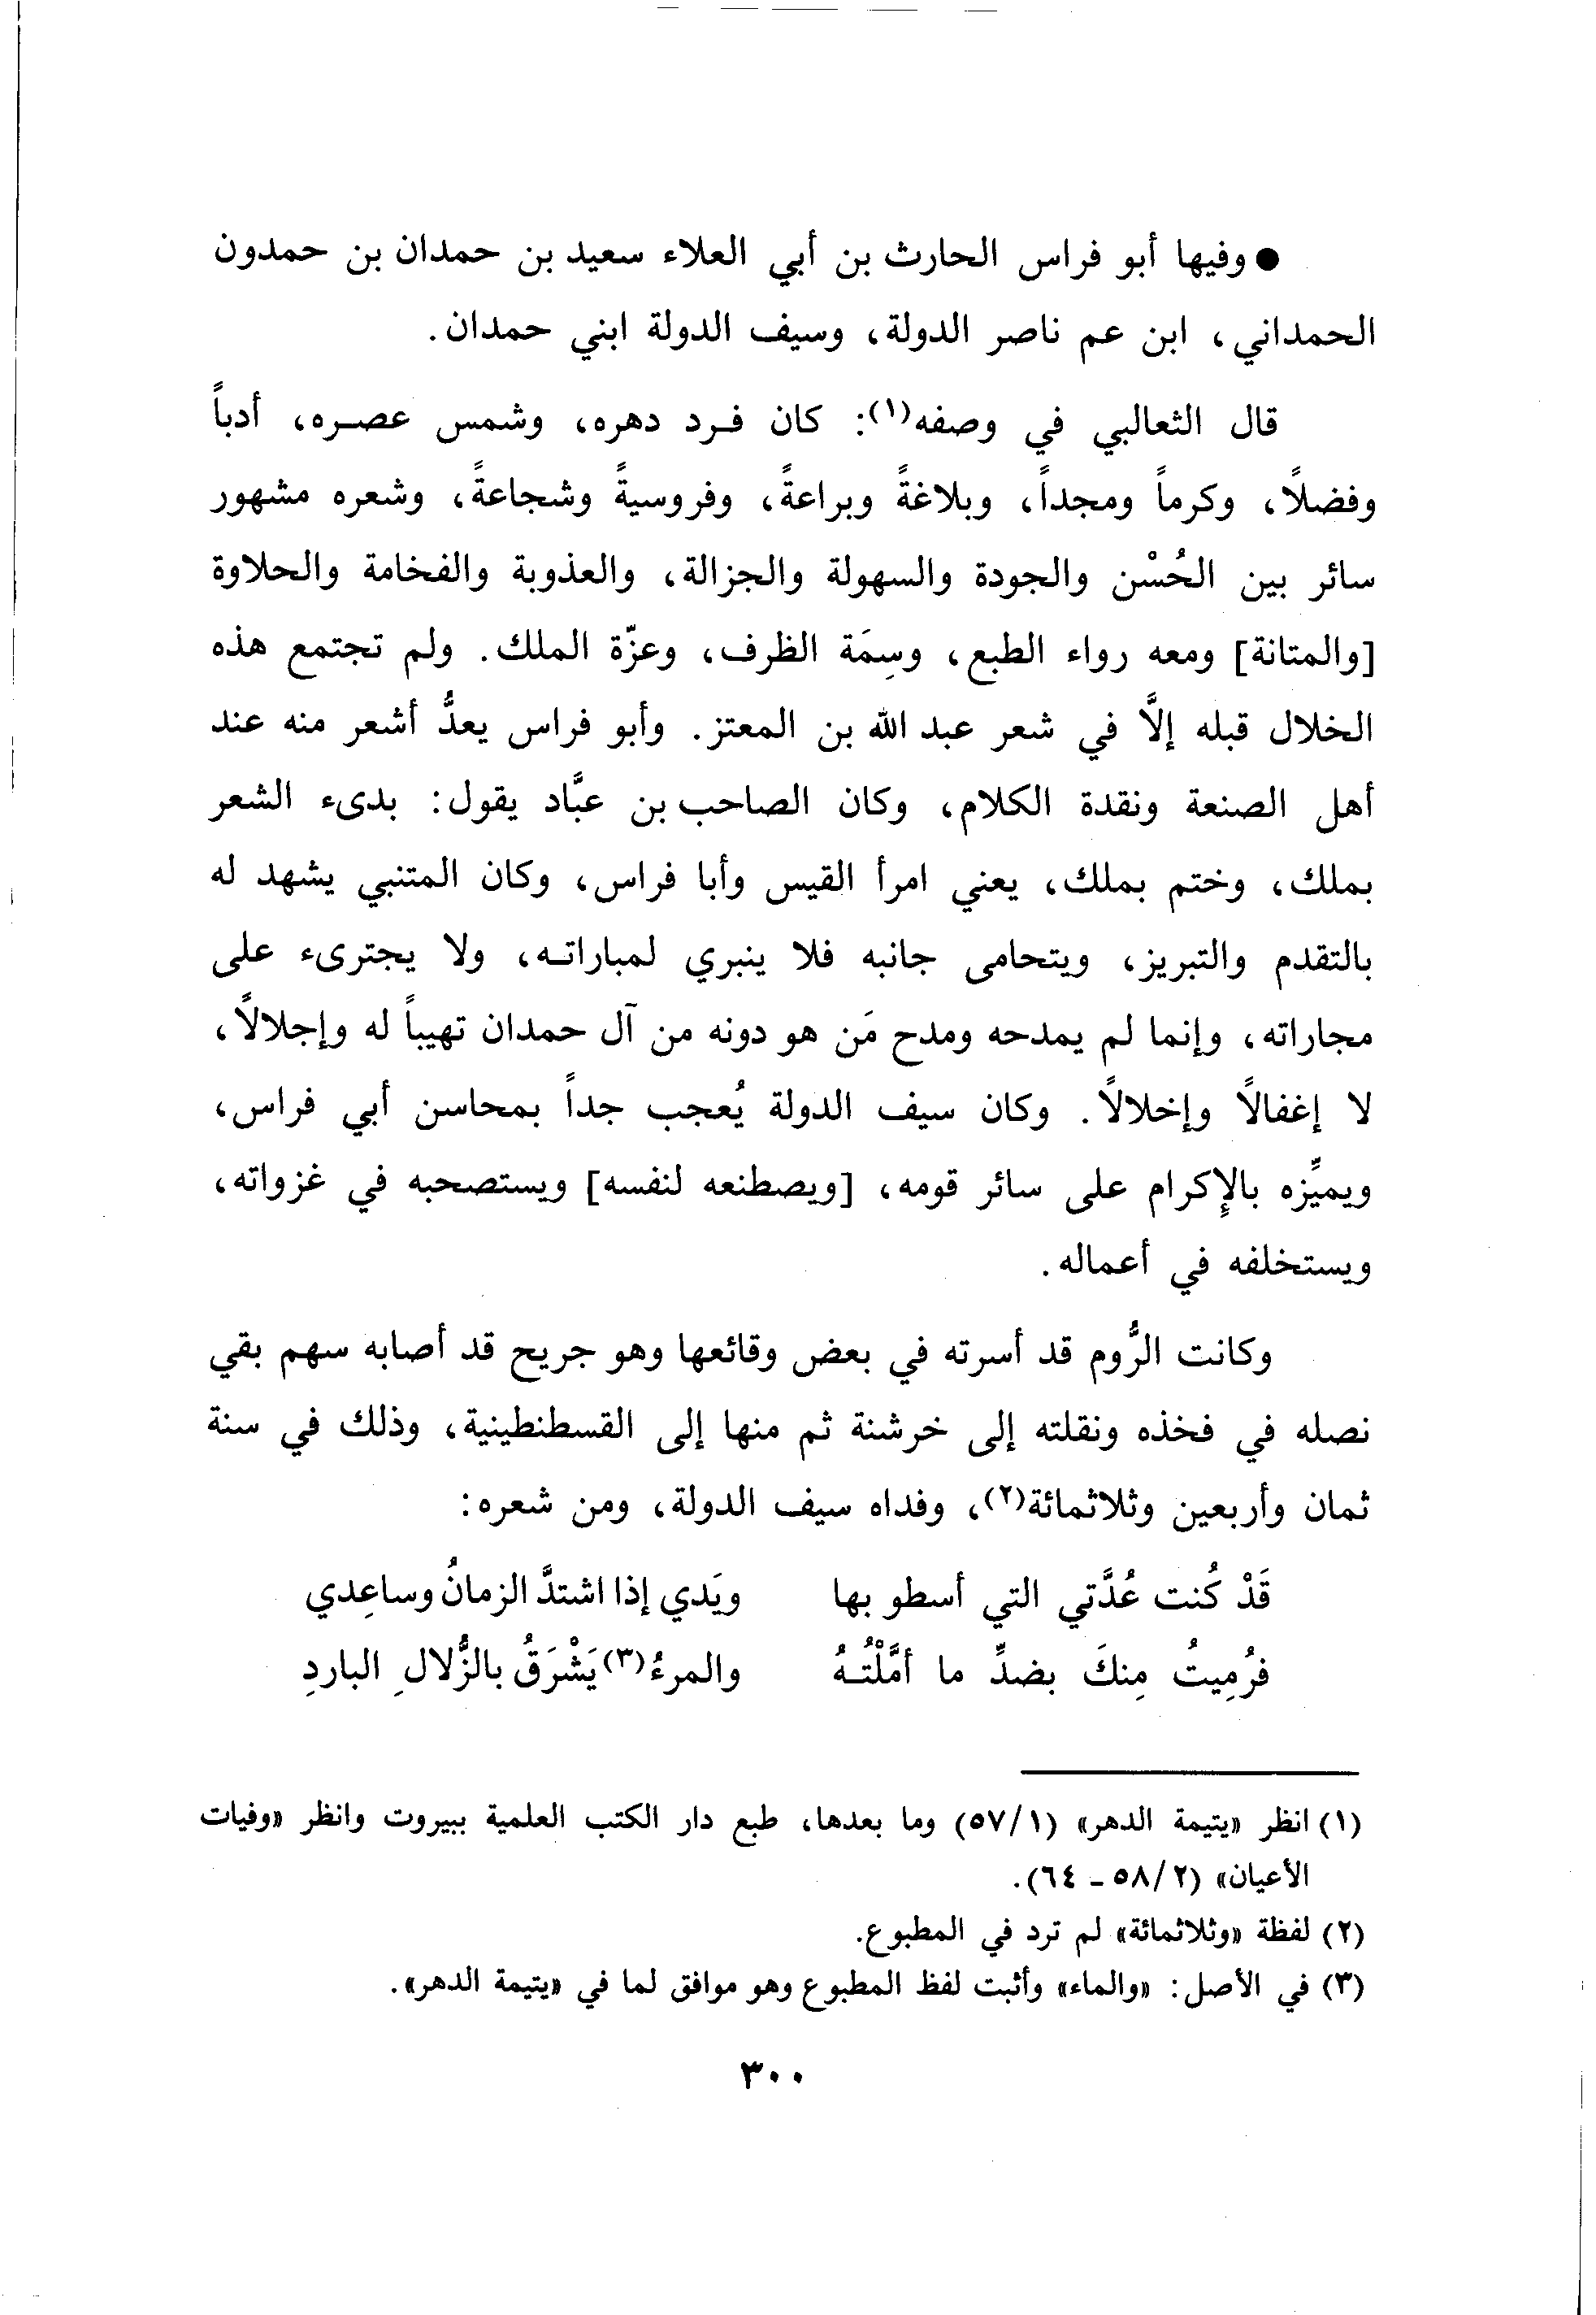 ● وفيها أبو فراس الحارث بن أبي العلاء سعيد بن حمدان بن حمدون
الحمداني، ابن عم ناصر الدولة، وسيف الدولة ابني حمدان.
قال الثعالبي في وصفه(١): كان فـرد دهره، وشمس عصـره، أدباً
وفضلاً، وكرماً ومجداً، وبلاغةً وبراعةً، وفروسيةً وشجاعةً، وشعره مشهور
سائر بين الحُسْن والجودة والسهولة والجزالة، والعذوبة والفخامة والحلاوة
[والمتانة] ومعه رواء الطبع، وسِمَة الظرف، وعزّة الملك. ولم تجتمع هذه
الخلال قبله إلاَّ في شعر عبد الله بن المعتز. وأبو فراس يعدُّ أشعر منه عند
أهل الصنعة ونقدة الكلام، وكان الصاحب بن عبَّاد يقول: بدىء الشعر
بملك، وختم بملك، يعني امرأ القيس وأبا فراس، وكان المتنبي يشهد له
بالتقدم والتبريز، ويتحامى جانبه فلا ينبري لمباراتـه، ولا يجترىء على
مجاراته، وإنما لم يمدحه ومدح مَن هو دونه من آل حمدان تهيباً له وإجلالاً،
لا إغفالاً وإخلالاً. وكان سيف الدولة يُعجب جداً بمحاسن أبي فراس،
ويميِّزه بالإِكرام على سائر قومه، [ويصطنعه لنفسه] ويستصحبه في غزواته،
ويستخلفه في أعماله.
وكانت الرُّوم قد أسرته في بعض وقائعها وهو جريح قد أصابه سهم بقي
نصله في فخذه ونقلته إلى خرشنة ثم منها إلى القسطنطينية، وذلك في سنة
ثمان وأربعين وثلاثمائة(٢)، وفداه سيف الدولة، ومن شعره:
قَدْ كُنت عُدَّتي التي أسطو بها ويَدي إذا اشتدَّ الزمانُ وساعِدي
فرُمِيتُ مِنكَ بضدِّ ما أمَّلْتُـهُ والمرءُ(٣) يَشْرَقُ بالزُّلالِ الباردِ
(١) انظر «يتيمة الدهر» (٥٧/١) وما بعدها، طبع دار الكتب العلمية ببيروت وانظر «وفيات
الأعيان» (٥٨/٢ - ٦٤).
(٢) لفظة «وثلاثمائة» لم ترد في المطبوع.
(٣) في الأصل: «والماء» وأثبت لفظ المطبوع وهو موافق لما في «يتيمة الدهر».
٣٠٠